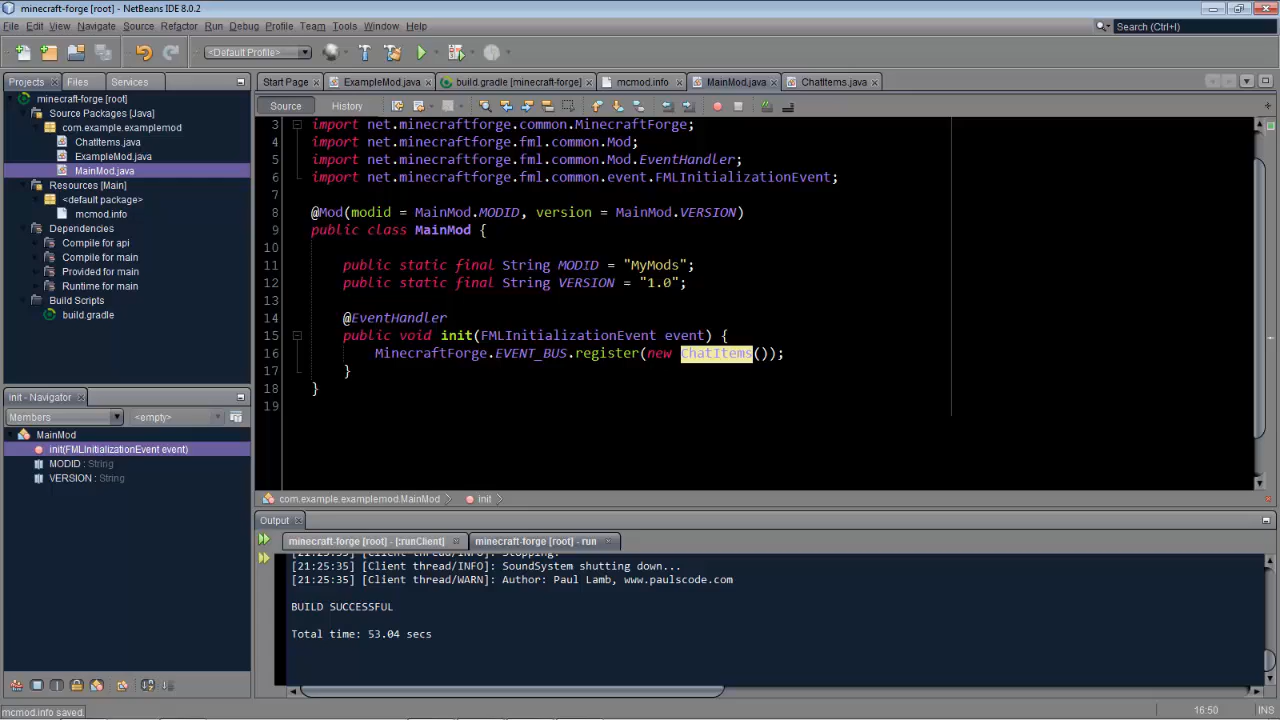 minecraft-forge [root] - NetBeans IDE 8.0.2
File Edit View Navigate Source Refactor Run Debug Profile Team Tools Window Help
Search (Ctrl+I)
<Default Profile>
Projects Files Services
Start Page ExampleMod.java build.gradle [minecraft-forge] mcmod.info MainMod.java ChatItems.java
minecraft-forge [root]
Source Packages [Java]
com.example.examplemod
ChatItems.java
ExampleMod.java
MainMod.java
Resources [Main]
<default package>
mcmod.info
Dependencies
Compile for api
Compile for main
Provided for main
Runtime for main
Build Scripts
build.gradle
Source History
3 import net.minecraftforge.common.MinecraftForge;
4 import net.minecraftforge.fml.common.Mod;
5 import net.minecraftforge.fml.common.Mod.EventHandler;
6 import net.minecraftforge.fml.common.event.FMLInitializationEvent;
7
8 @Mod(modid = MainMod.MODID, version = MainMod.VERSION)
9 public class MainMod {
10
11 public static final String MODID = "MyMods";
12 public static final String VERSION = "1.0";
13
14 @EventHandler
15 public void init(FMLInitializationEvent event) {
16 MinecraftForge.EVENT_BUS.register(new ChatItems());
17 }
18 }
19
com.example.examplemod.MainMod init
init - Navigator
Members <empty>
MainMod
init(FMLInitializationEvent event)
MODID : String
VERSION : String
Output
minecraft-forge [root] - [:runClient] minecraft-forge [root] - run
[21:25:35] [Client thread/INFO]: Stopping!
[21:25:35] [Client thread/INFO]: SoundSystem shutting down...
[21:25:35] [Client thread/WARN]: Author: Paul Lamb, www.paulscode.com
BUILD SUCCESSFUL
Total time: 53.04 secs
mcmod.info saved.
16:50 INS